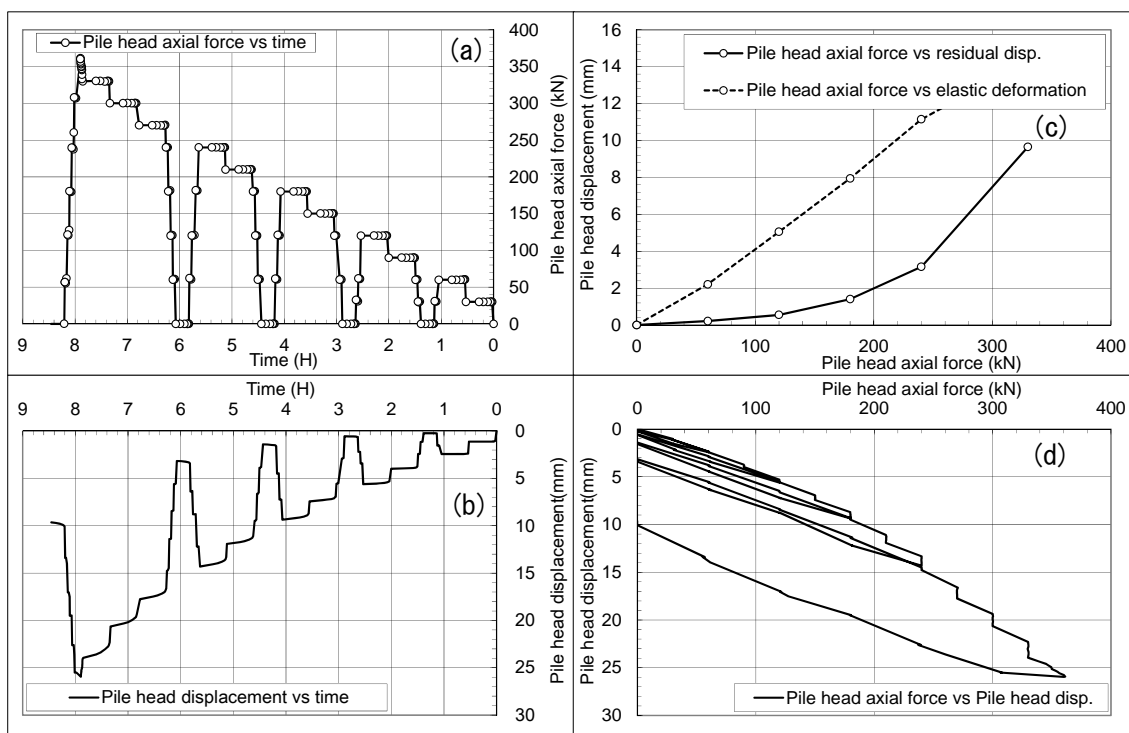 Pile head axial force vs time
(a)
400
350
300
250
200
150
100
50
0
Pile head axial force (kN)
9 8 7 6 5 4 3 2 1 0
Time (H)
16
14
12
10
8
6
4
2
0
Pile head displacement (mm)
Pile head axial force vs residual disp.
Pile head axial force vs elastic deformation
(c)
0 100 200 300 400
Pile head axial force (kN)
Time (H)
9 8 7 6 5 4 3 2 1 0
0
5
10
15
20
25
30
Pile head displacement(mm)
(b)
Pile head displacement vs time
Pile head axial force (kN)
0 100 200 300 400
0
5
10
15
20
25
30
Pile head displacement(mm)
(d)
Pile head axial force vs Pile head disp.